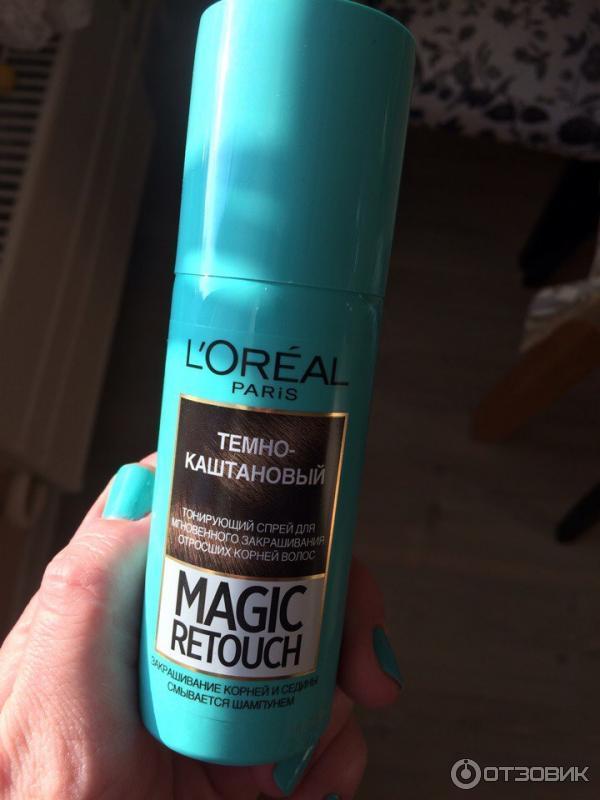 L'ORÉAL
PARiS
ТЕМНО-
КАШТАНОВЫЙ
ТОНИРУЮЩИЙ СПРЕЙ ДЛЯ
МГНОВЕННОГО ЗАКРАШИВАНИЯ
ОТРОСШИХ КОРНЕЙ ВОЛОС
MAGIC
RETOUCH
ЗАКРАШИВАНИЕ КОРНЕЙ И СЕДИНЫ
СМЫВАЕТСЯ ШАМПУНЕМ
ОТЗОВИК